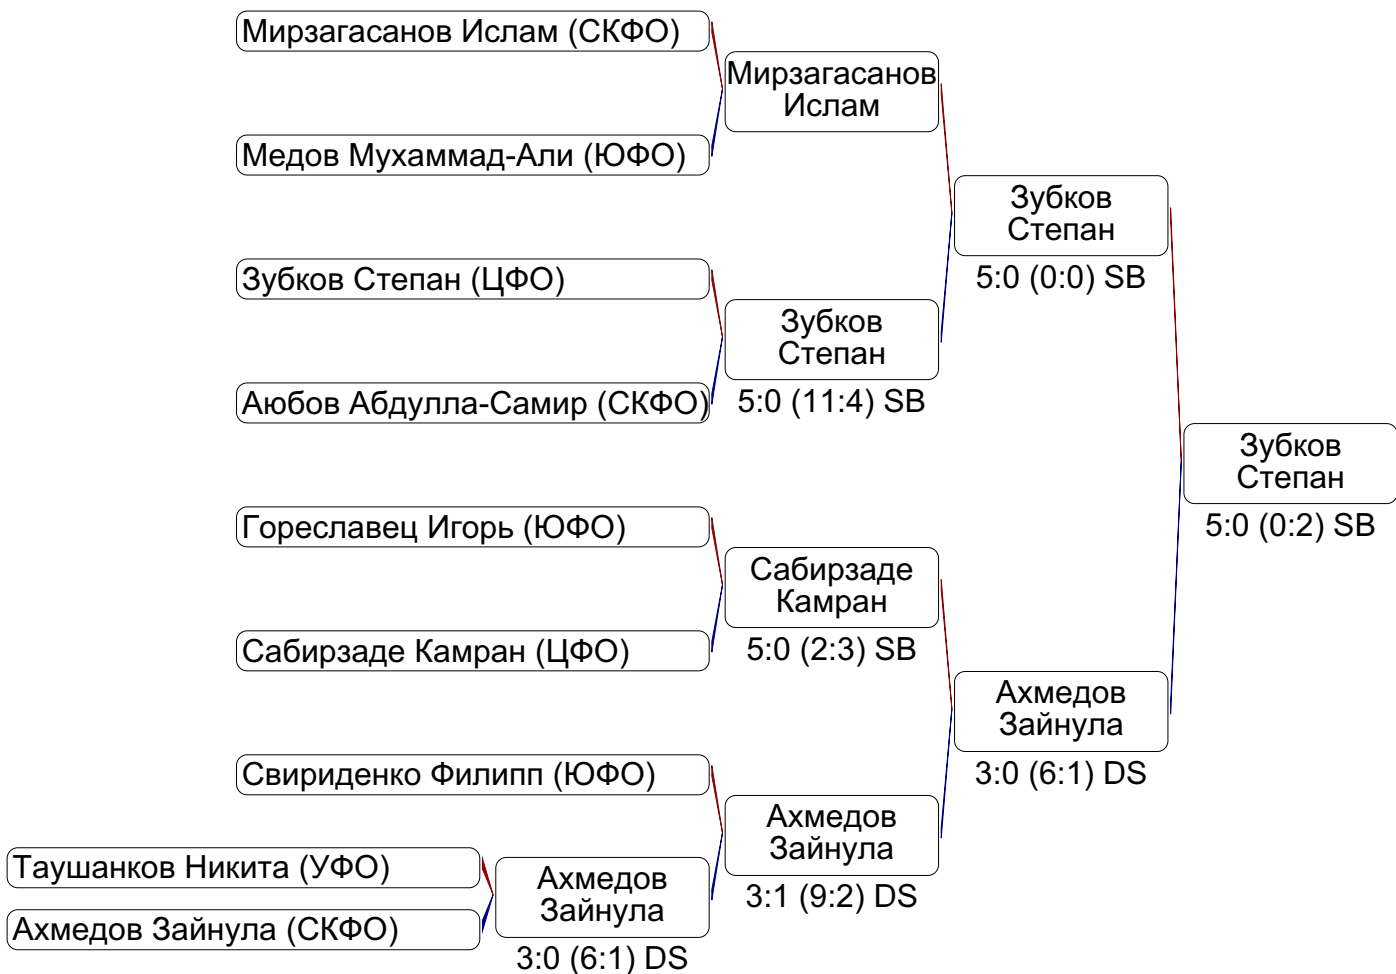 Мирзагасанов Ислам (СКФО)
Мирзагасанов
Ислам
Медов Мухаммад-Али (ЮФО)
Зубков
Степан
5:0 (0:0) SB
Зубков Степан (ЦФО)
Зубков
Степан
5:0 (11:4) SB
Аюбов Абдулла-Самир (СКФО)
Зубков
Степан
5:0 (0:2) SB
Гореславец Игорь (ЮФО)
Сабирзаде
Камран
5:0 (2:3) SB
Сабирзаде Камран (ЦФО)
Ахмедов
Зайнула
3:0 (6:1) DS
Свириденко Филипп (ЮФО)
Ахмедов
Зайнула
3:1 (9:2) DS
Таушанков Никита (УФО)
Ахмедов
Зайнула
3:0 (6:1) DS
Ахмедов Зайнула (СКФО)